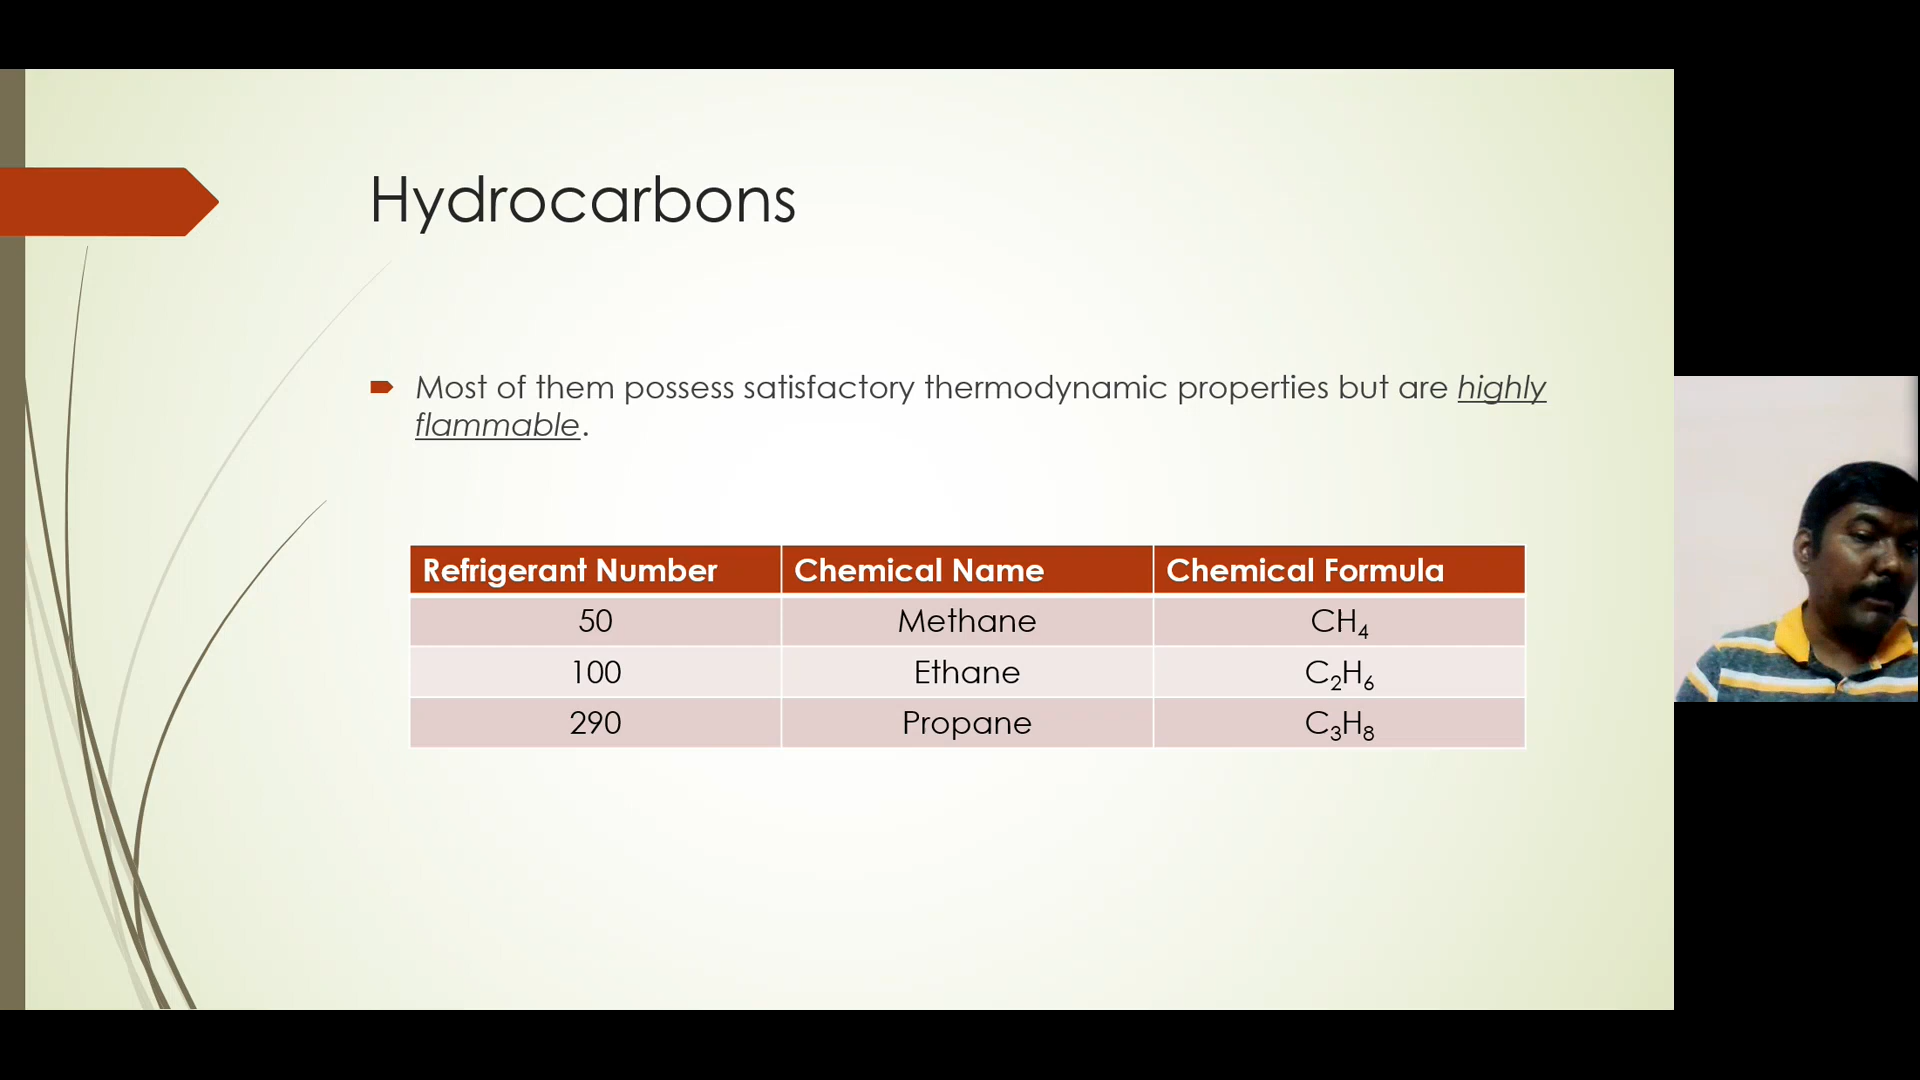 Hydrocarbons
Most of them possess satisfactory thermodynamic properties but are highly
flammable.
Refrigerant Number Chemical Name Chemical Formula
50 Methane CH₄
100 Ethane C₂H₆
290 Propane C₃H₈